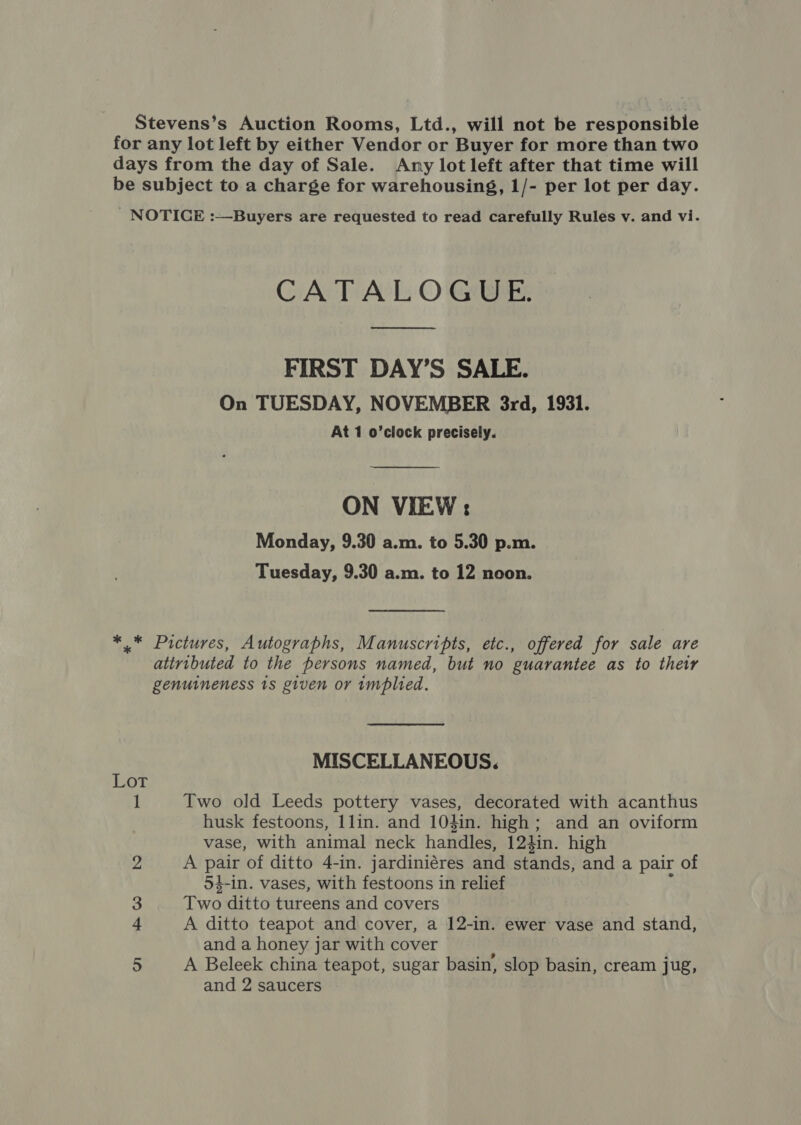 Stevens’s Auction Rooms, Ltd., will not be responsible
for any lot left by either Vendor or Buyer for more than two
days from the day of Sale. Any lot left after that time will
be subject to a charge for warehousing, 1/- per lot per day.
NOTICE :—Buyers are requested to read carefully Rules v. and vi.
CATALOGUE.
FIRST DAY’S SALE.
On TUESDAY, NOVEMBER 3rd, 1931.
At 1 o’clock precisely.
ON VIEW :
Monday, 9.30 a.m. to 5.30 p.m.
Tuesday, 9.30 a.m. to 12 noon.
*** Pictures, Autographs, Manuscripts, etc., offered for sale are
attributed to the persons named, but no guarantee as to their
genuineness is given or implied.
MISCELLANEOUS.
LOT
1 Two old Leeds pottery vases, decorated with acanthus
husk festoons, 11in. and 10½in. high; and an oviform
vase, with animal neck handles, 12½in. high
2 A pair of ditto 4-in. jardiniéres and stands, and a pair of
5½-in. vases, with festoons in relief
3 Two ditto tureens and covers
4 A ditto teapot and cover, a 12-in. ewer vase and stand,
and a honey jar with cover
5 A Beleek china teapot, sugar basin, slop basin, cream jug,
and 2 saucers